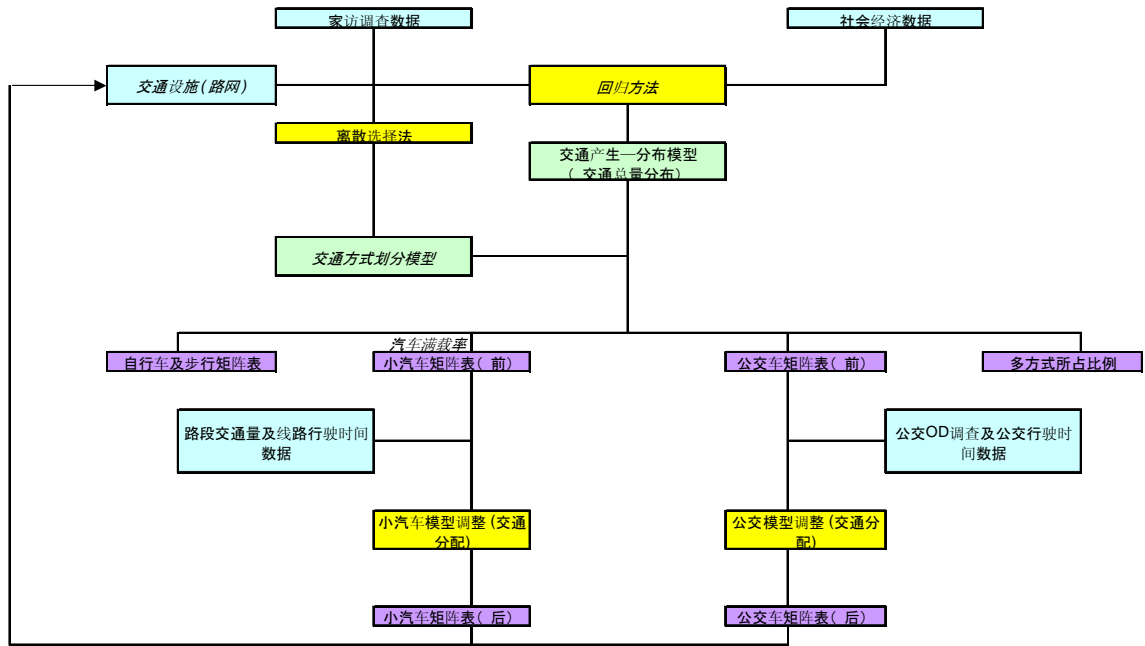 家访调查数据
社会经济数据
交通设施(路网)
回归方法
离散选择法
交通产生—分布模型
( 交通总量分布)
交通方式划分模型
汽车满载率
自行车及步行矩阵表
小汽车矩阵表( 前)
公交车矩阵表( 前)
多方式所占比例
路段交通量及线路行驶时间
数据
公交OD调查及公交行驶时
间数据
小汽车模型调整(交通
分配)
公交模型调整(交通分
配)
小汽车矩阵表( 后)
公交车矩阵表( 后)